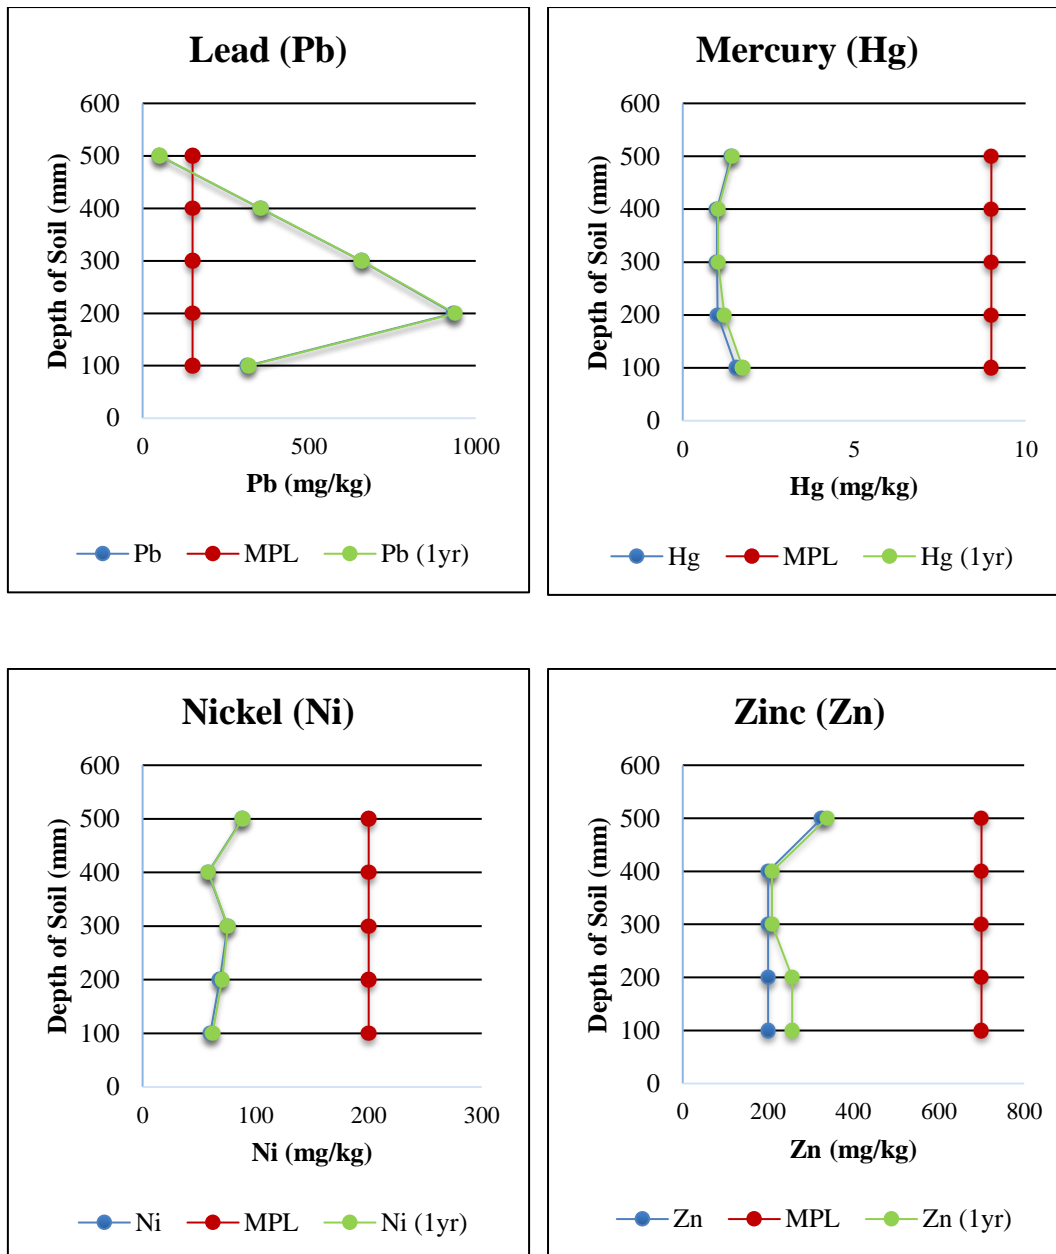 Lead (Pb)
600
500
400
300
200
100
0
Depth of Soil (mm)
0 500 1000
Pb (mg/kg)
Pb MPL Pb (1yr)
Mercury (Hg)
600
500
400
300
200
100
0
Depth of Soil (mm)
0 5 10
Hg (mg/kg)
Hg MPL Hg (1yr)
Nickel (Ni)
600
500
400
300
200
100
0
Depth of Soil (mm)
0 100 200 300
Ni (mg/kg)
Ni MPL Ni (1yr)
Zinc (Zn)
600
500
400
300
200
100
0
Depth of Soil (mm)
0 200 400 600 800
Zn (mg/kg)
Zn MPL Zn (1yr)